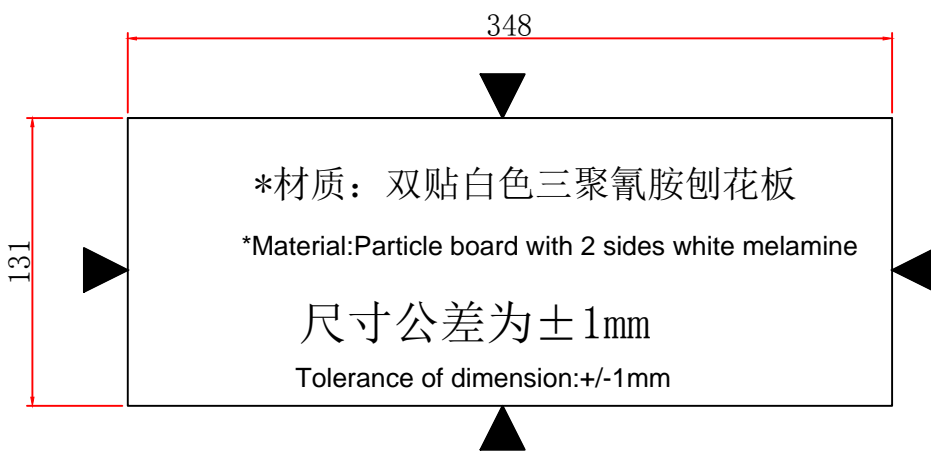 348
131
*材质：双贴白色三聚氰胺刨花板
*Material:Particle board with 2 sides white melamine
尺寸公差为±1mm
Tolerance of dimension:+/-1mm